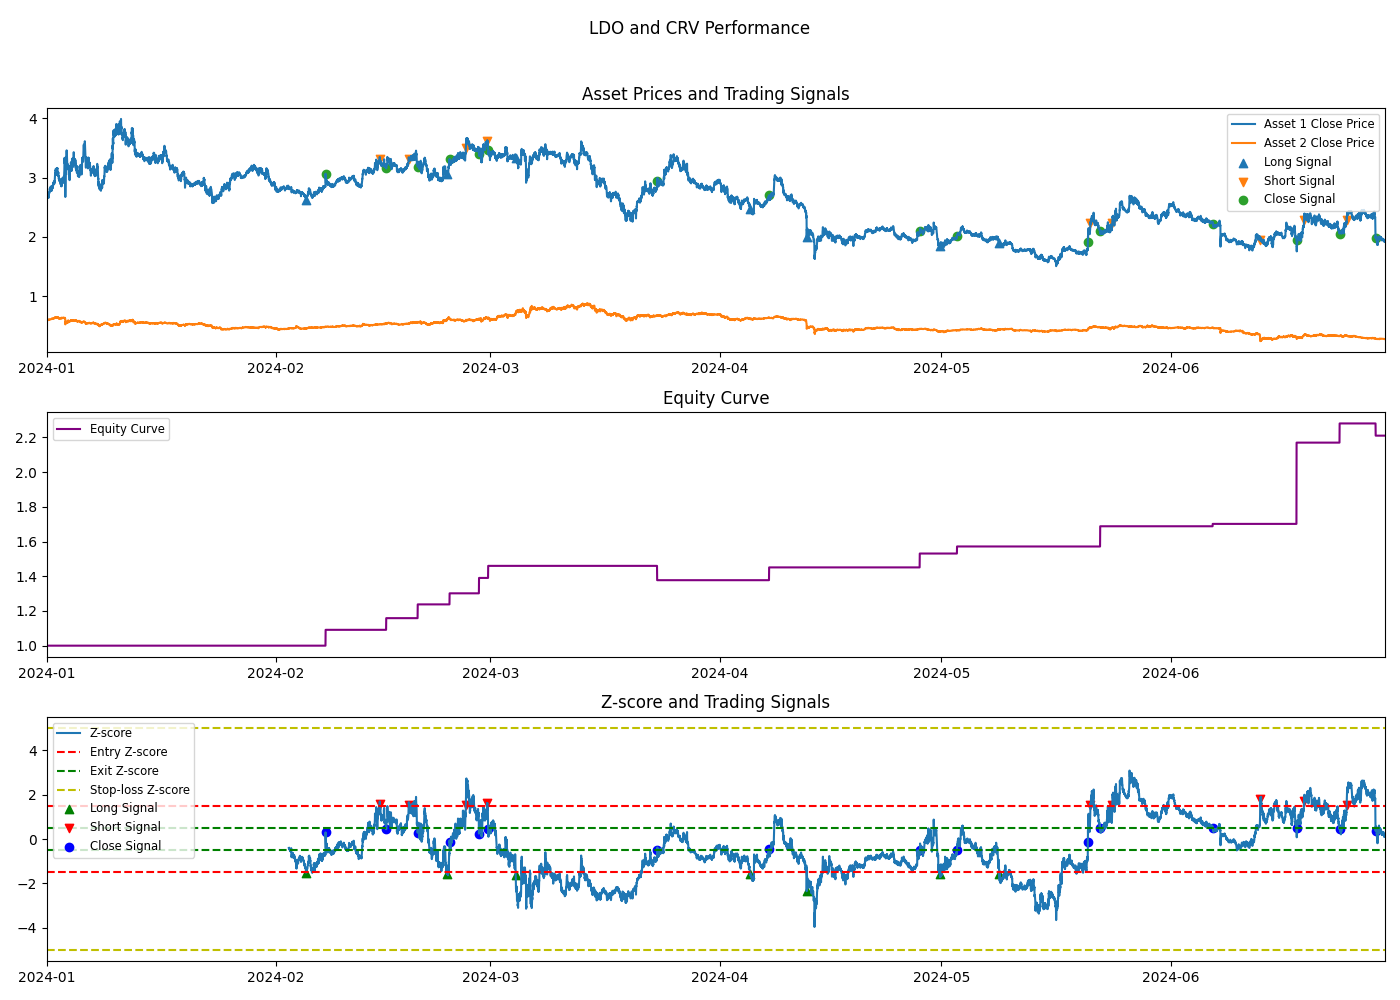 LDO and CRV Performance
Asset Prices and Trading Signals
4
3
2
1
Asset 1 Close Price
Asset 2 Close Price
Long Signal
Short Signal
Close Signal
2024-01 2024-02 2024-03 2024-04 2024-05 2024-06
Equity Curve
2.2
2.0
1.8
1.6
1.4
1.2
1.0
Equity Curve
2024-01 2024-02 2024-03 2024-04 2024-05 2024-06
Z-score and Trading Signals
4
2
0
−2
−4
Z-score
Entry Z-score
Exit Z-score
Stop-loss Z-score
Long Signal
Short Signal
Close Signal
2024-01 2024-02 2024-03 2024-04 2024-05 2024-06